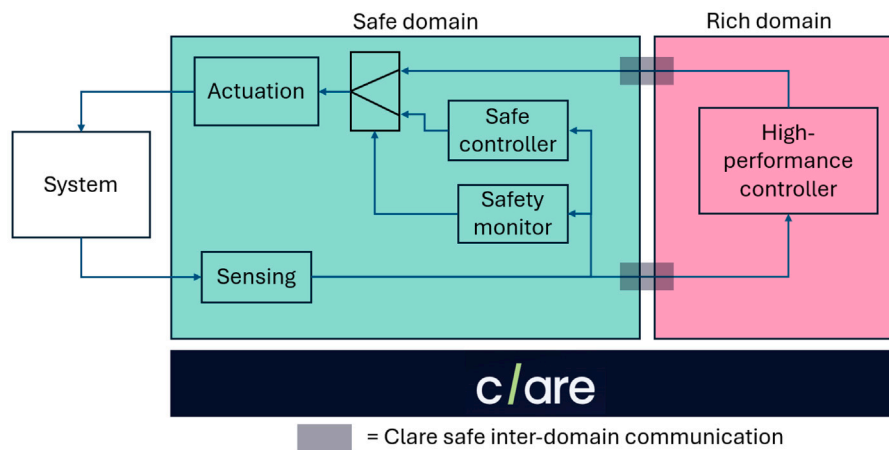 Safe domain
Rich domain
Actuation
Safe
controller
High-
performance
controller
System
Safety
monitor
Sensing
c/are
= Clare safe inter-domain communication